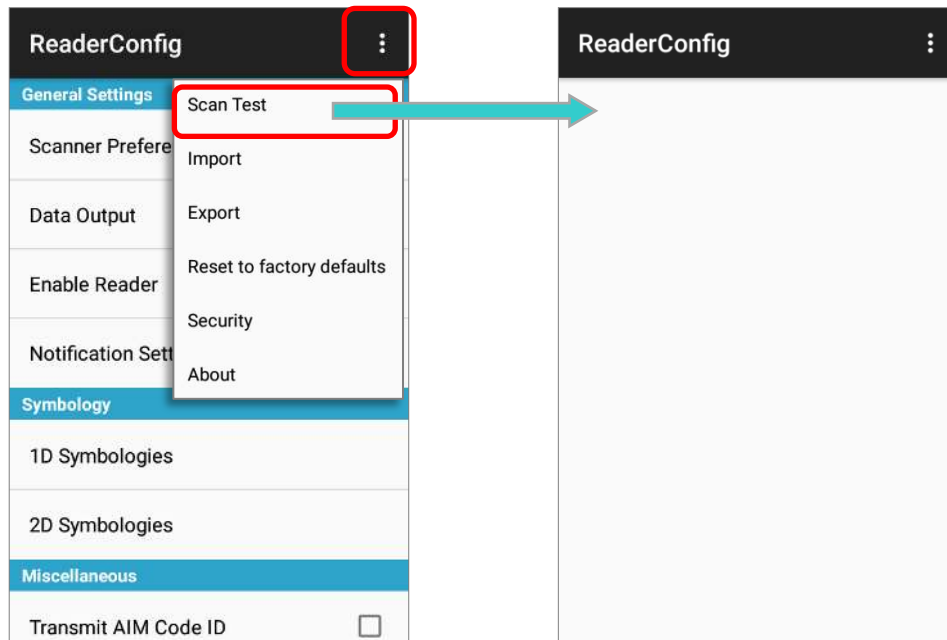 ReaderConfig
General Settings
Scanner Prefere
Data Output
Enable Reader
Notification Sett
Scan Test
Import
Export
Reset to factory defaults
Security
About
Symbology
1D Symbologies
2D Symbologies
Miscellaneous
Transmit AIM Code ID
ReaderConfig